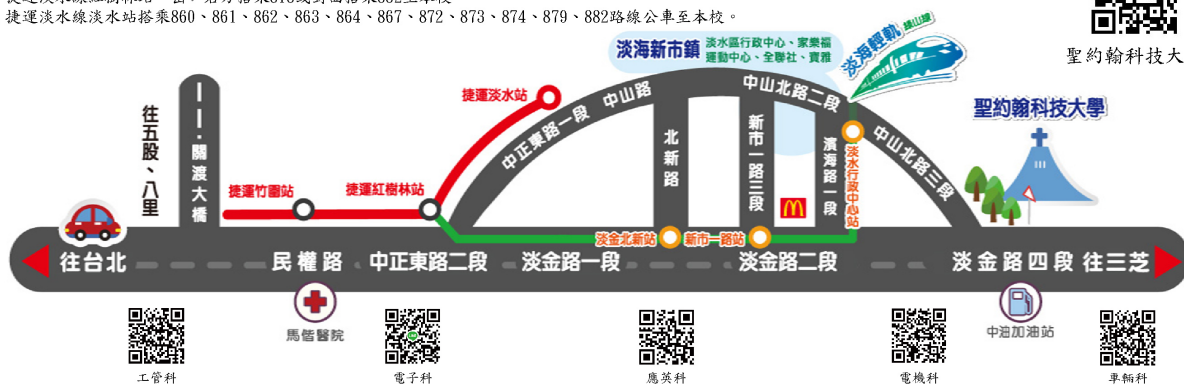 捷運淡水線淡水站搭乘860、861、862、863、864、867、872、873、874、879、882路線公車至本校。
聖約翰科技大
淡海新市鎮
淡水區行政中心、家樂福
運動中心、全聯社、寶雅
淡海輕軌 綠山線
捷運淡水站
中正東路一段
中山路
中山北路二段
中山北路三段
聖約翰科技大學
往五股、八里
關渡大橋
北新路
新市一路三段
濱海路一段
淡水行政中心站
捷運竹圍站
捷運紅樹林站
淡金北新站
新市一路站
往台北
民權路
中正東路二段
淡金路一段
淡金路二段
淡金路四段
往三芝
馬偕醫院
中油加油站
工管科
電子科
應英科
電機科
車輛科